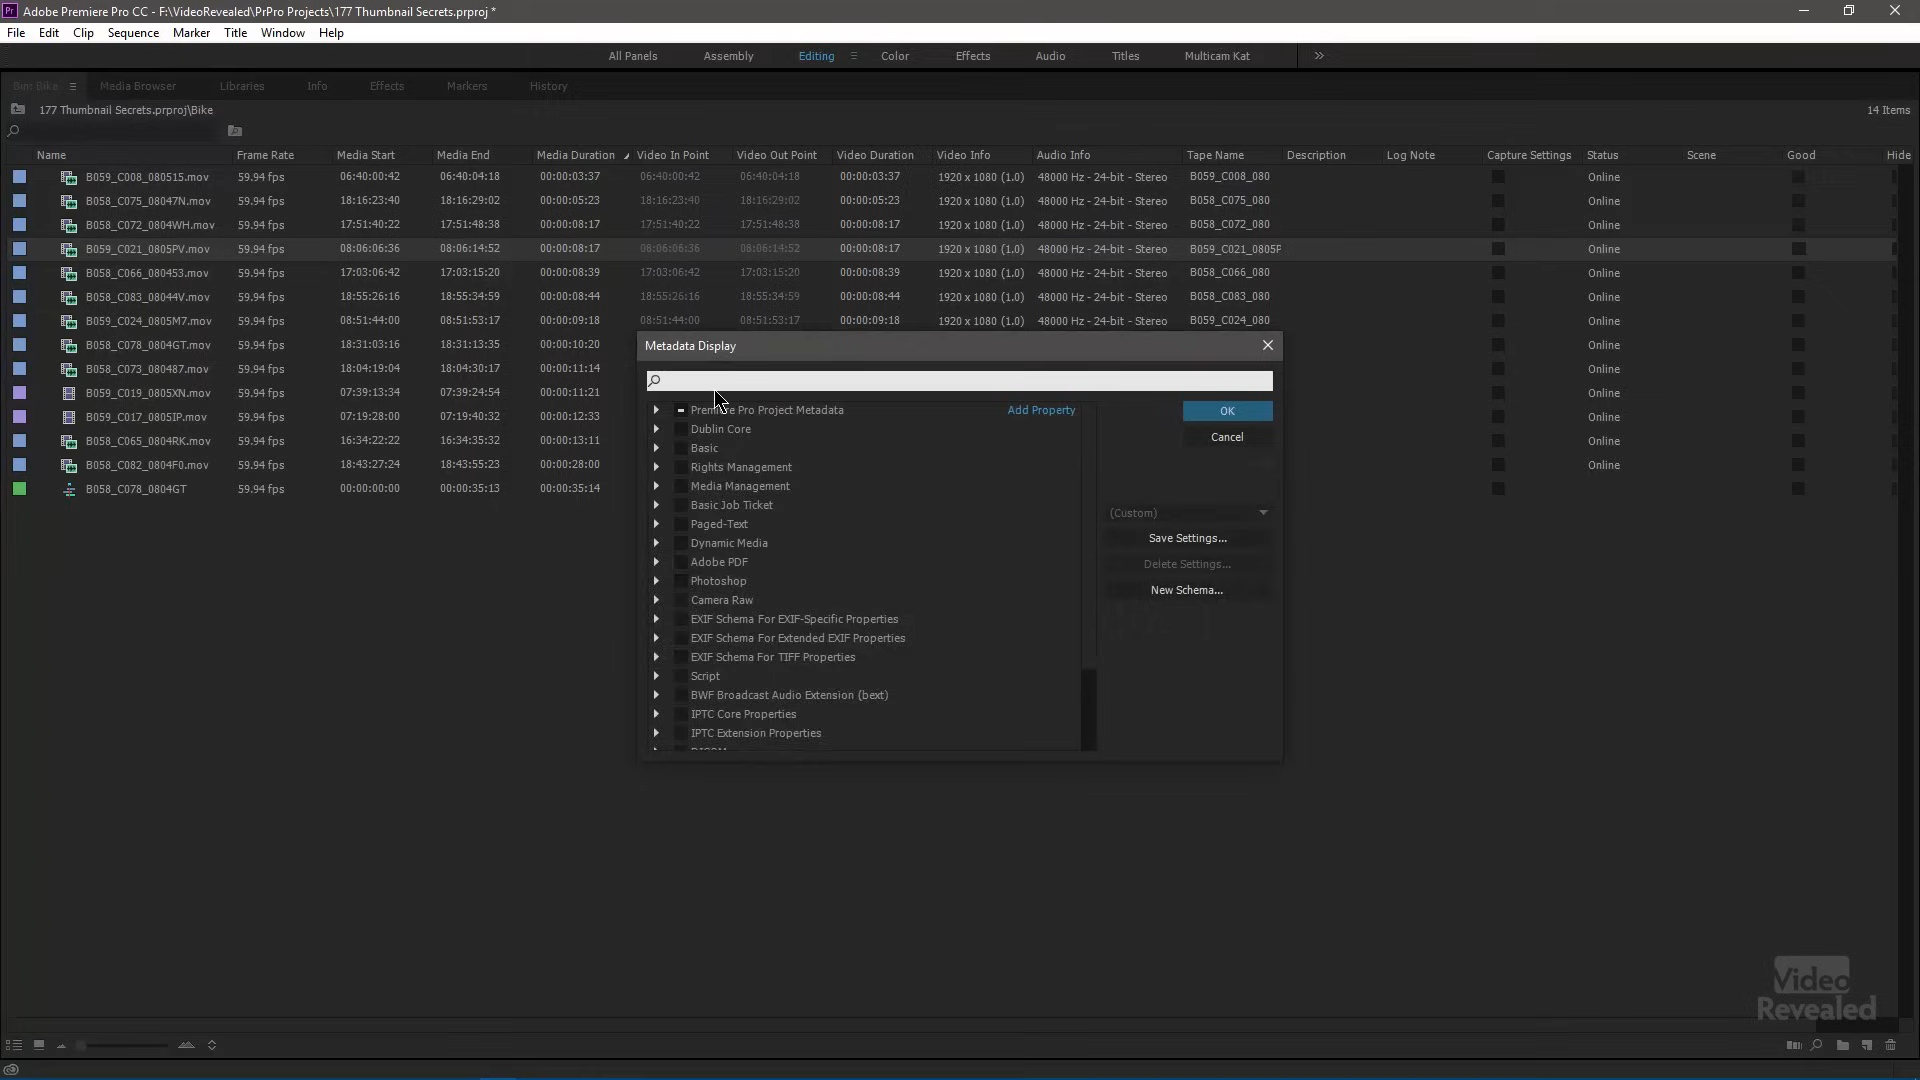 Pr Adobe Premiere Pro CC - F:\VideoRevealed\PrPro Projects\177 Thumbnail Secrets.prproj *
File Edit Clip Sequence Marker Title Window Help
All Panels Assembly Editing Color Effects Audio Titles Multicam Kat
Bin: Bike Media Browser Libraries Info Effects Markers History
177 Thumbnail Secrets.prproj\Bike 14 Items
Name Frame Rate Media Start Media End Media Duration Video In Point Video Out Point Video Duration Video Info Audio Info Tape Name Description Log Note Capture Settings Status Scene Good Hide
B059_C008_080515.mov 59.94 fps 06:40:00:42 06:40:04:18 00:00:03:37 06:40:00:42 06:40:04:18 00:00:03:37 1920 x 1080 (1.0) 48000 Hz - 24-bit - Stereo B059_C008_080 Online
B058_C075_08047N.mov 59.94 fps 18:16:23:40 18:16:29:02 00:00:05:23 18:16:23:40 18:16:29:02 00:00:05:23 1920 x 1080 (1.0) 48000 Hz - 24-bit - Stereo B058_C075_080 Online
B058_C072_0804WH.mov 59.94 fps 17:51:40:22 17:51:48:38 00:00:08:17 17:51:40:22 17:51:48:38 00:00:08:17 1920 x 1080 (1.0) 48000 Hz - 24-bit - Stereo B058_C072_080 Online
B059_C021_0805PV.mov 59.94 fps 08:06:06:36 08:06:14:52 00:00:08:17 08:06:06:36 08:06:14:52 00:00:08:17 1920 x 1080 (1.0) 48000 Hz - 24-bit - Stereo B059_C021_0805P Online
B058_C066_080453.mov 59.94 fps 17:03:06:42 17:03:15:20 00:00:08:39 17:03:06:42 17:03:15:20 00:00:08:39 1920 x 1080 (1.0) 48000 Hz - 24-bit - Stereo B058_C066_080 Online
B058_C083_08044V.mov 59.94 fps 18:55:26:16 18:55:34:59 00:00:08:44 18:55:26:16 18:55:34:59 00:00:08:44 1920 x 1080 (1.0) 48000 Hz - 24-bit - Stereo B058_C083_080 Online
B059_C024_0805M7.mov 59.94 fps 08:51:44:00 08:51:53:17 00:00:09:18 08:51:44:00 08:51:53:17 00:00:09:18 1920 x 1080 (1.0) 48000 Hz - 24-bit - Stereo B059_C024_080 Online
B058_C078_0804GT.mov 59.94 fps 18:31:03:16 18:31:13:35 00:00:10:20 Online
B058_C073_080487.mov 59.94 fps 18:04:19:04 18:04:30:17 00:00:11:14 Online
B059_C019_0805XN.mov 59.94 fps 07:39:13:34 07:39:24:54 00:00:11:21 Online
B059_C017_0805IP.mov 59.94 fps 07:19:28:00 07:19:40:32 00:00:12:33 Online
B058_C065_0804RK.mov 59.94 fps 16:34:22:22 16:34:35:32 00:00:13:11 Online
B058_C082_0804F0.mov 59.94 fps 18:43:27:24 18:43:55:23 00:00:28:00 Online
B058_C078_0804GT 59.94 fps 00:00:00:00 00:00:35:13 00:00:35:14
Metadata Display
Premiere Pro Project Metadata Add Property
Dublin Core
Basic
Rights Management
Media Management
Basic Job Ticket
Paged-Text
Dynamic Media
Adobe PDF
Photoshop
Camera Raw
EXIF Schema For EXIF-Specific Properties
EXIF Schema For Extended EXIF Properties
EXIF Schema For TIFF Properties
Script
BWF Broadcast Audio Extension (bext)
IPTC Core Properties
IPTC Extension Properties
OK
Cancel
(Custom)
Save Settings...
Delete Settings...
New Schema...
Video
Revealed